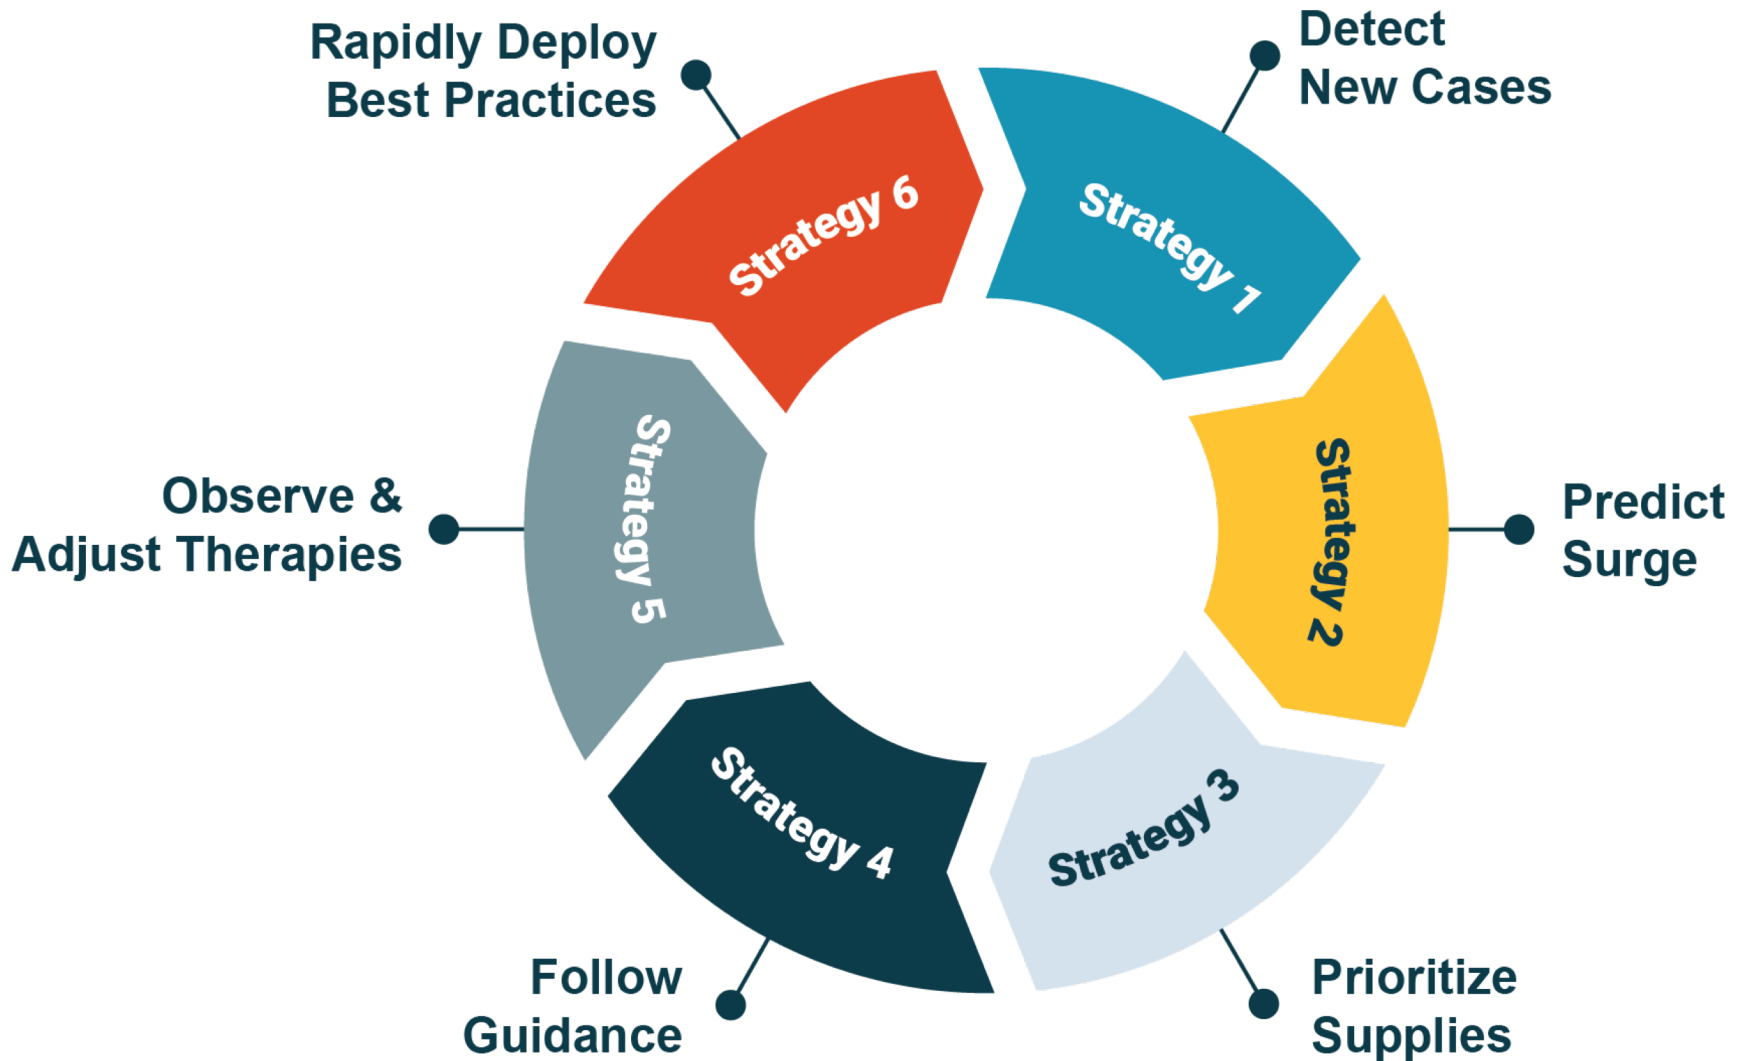 Detect
New Cases
Strategy 1
Predict
Surge
Strategy 2
Prioritize
Supplies
Strategy 3
Follow
Guidance
Strategy 4
Observe &
Adjust Therapies
Strategy 5
Rapidly Deploy
Best Practices
Strategy 6